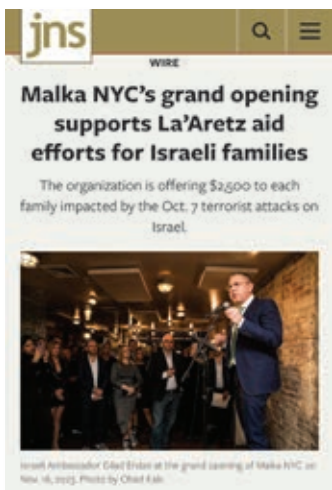 jns
WIRE
Malka NYC's grand opening
supports La'Aretz aid
efforts for Israeli families
The organization is offering $2,500 to each
family impacted by the Oct. 7 terrorist attacks on
Israel.
Israeli Ambassador Gilad Erdan at the grand opening of Malka NYC on
Nov. 16, 2023. Photo by Ohad Kab.